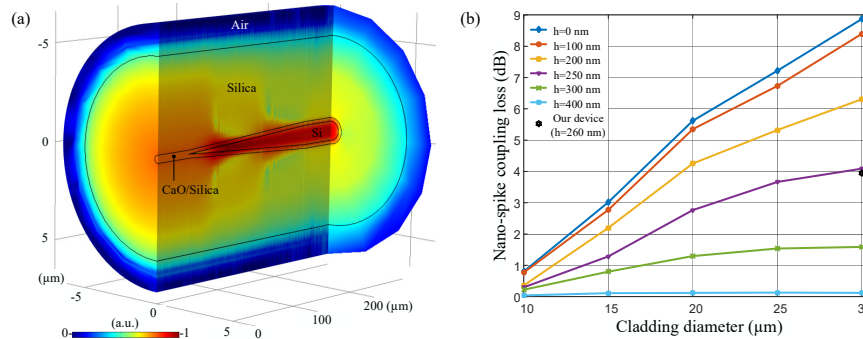 (a)
Air
Silica
Si
CaO/Silica
-5
0
5
(µm)
-5
0
5
0
100
200 (µm)
(a.u.)
0
-1
(b)
Nano-spike coupling loss (dB)
9
8
7
6
5
4
3
2
1
0
h=0 nm
h=100 nm
h=200 nm
h=250 nm
h=300 nm
h=400 nm
Our device
(h=260 nm)
10
15
20
25
Cladding diameter (µm)